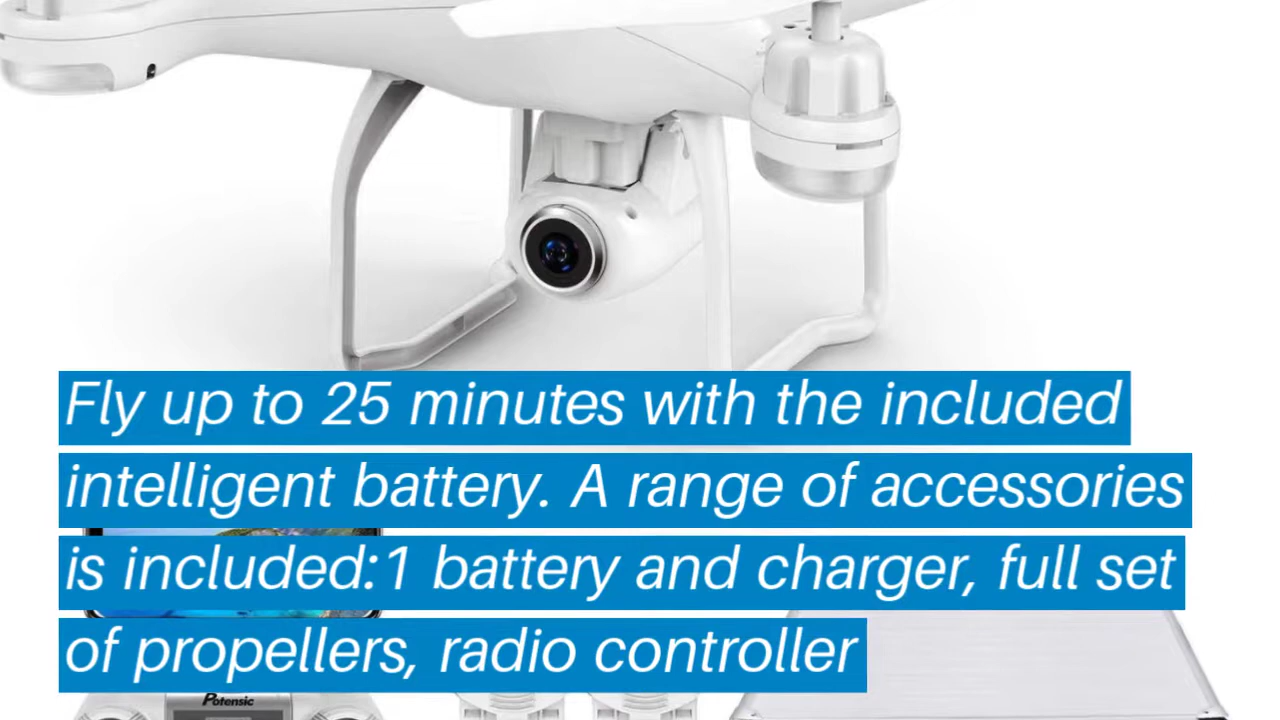 Fly up to 25 minutes with the included
intelligent battery. A range of accessories
is included:1 battery and charger, full set
of propellers, radio controller
Potensic